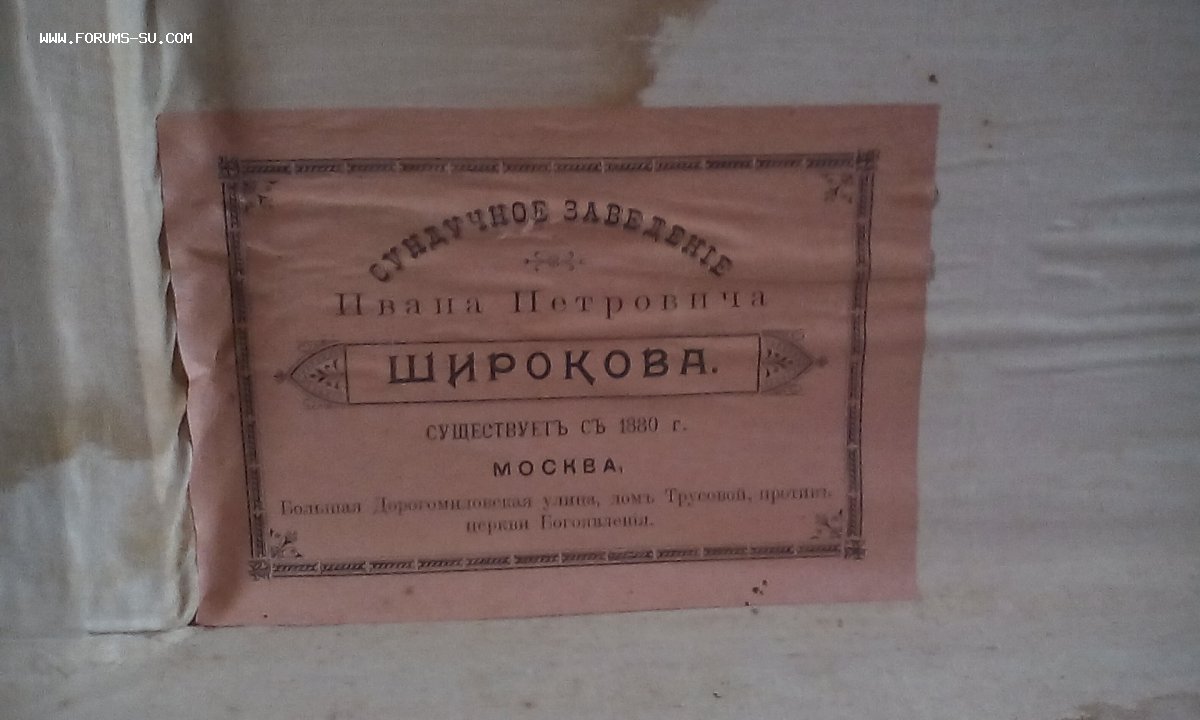 WWW.FORUMS-SU.COM
СУНДУЧНОЕ ЗАВЕДЕНІЕ
Ивана Петровича
ШИРОКОВА.
СУЩЕСТВУЕТЪ СЪ 1880 г.
МОСКВА,
Большая Дорогомиловская улица, домъ Трусовой, противъ
церкви Богоявленія.